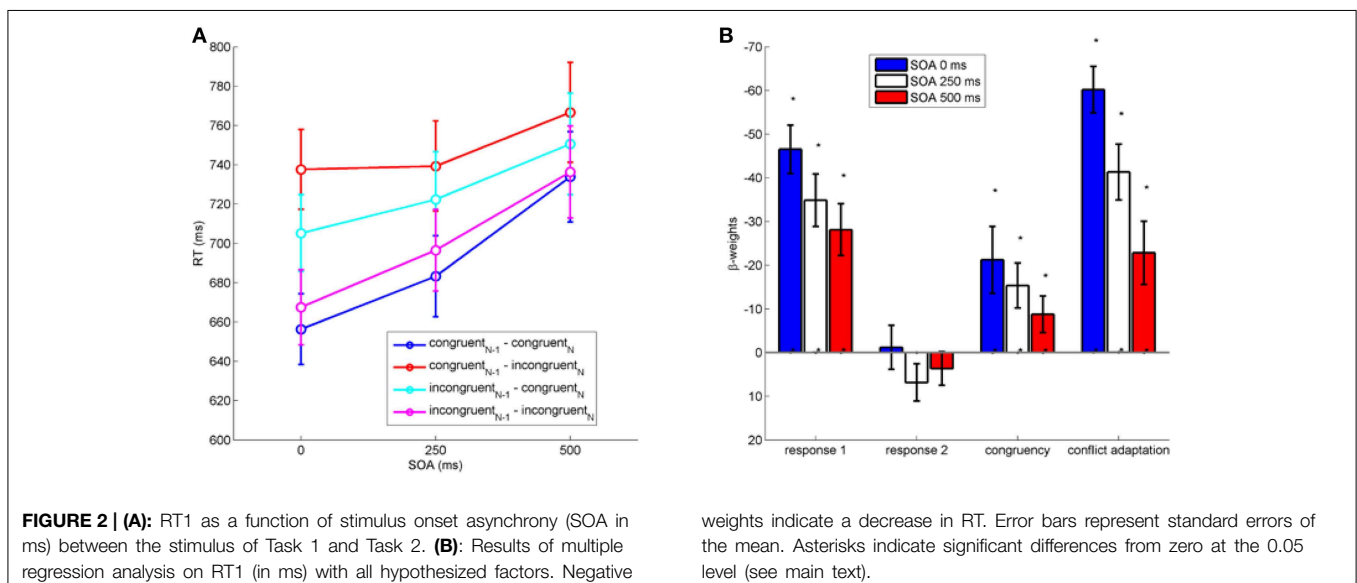 A
800
780
760
740
720
700
680
660
640
620
600
RT (ms)
0
250
500
SOA (ms)
congruentN-1 - congruentN
congruentN-1 - incongruentN
incongruentN-1 - congruentN
incongruentN-1 - incongruentN
B
-70
-60
-50
-40
-30
-20
-10
0
10
20
β-weights
SOA 0 ms
SOA 250 ms
SOA 500 ms
* * *
* * *
* * *
response 1
response 2
congruency
conflict adaptation
FIGURE 2 | (A): RT1 as a function of stimulus onset asynchrony (SOA in
ms) between the stimulus of Task 1 and Task 2. (B): Results of multiple
regression analysis on RT1 (in ms) with all hypothesized factors. Negative
weights indicate a decrease in RT. Error bars represent standard errors of
the mean. Asterisks indicate significant differences from zero at the 0.05
level (see main text).